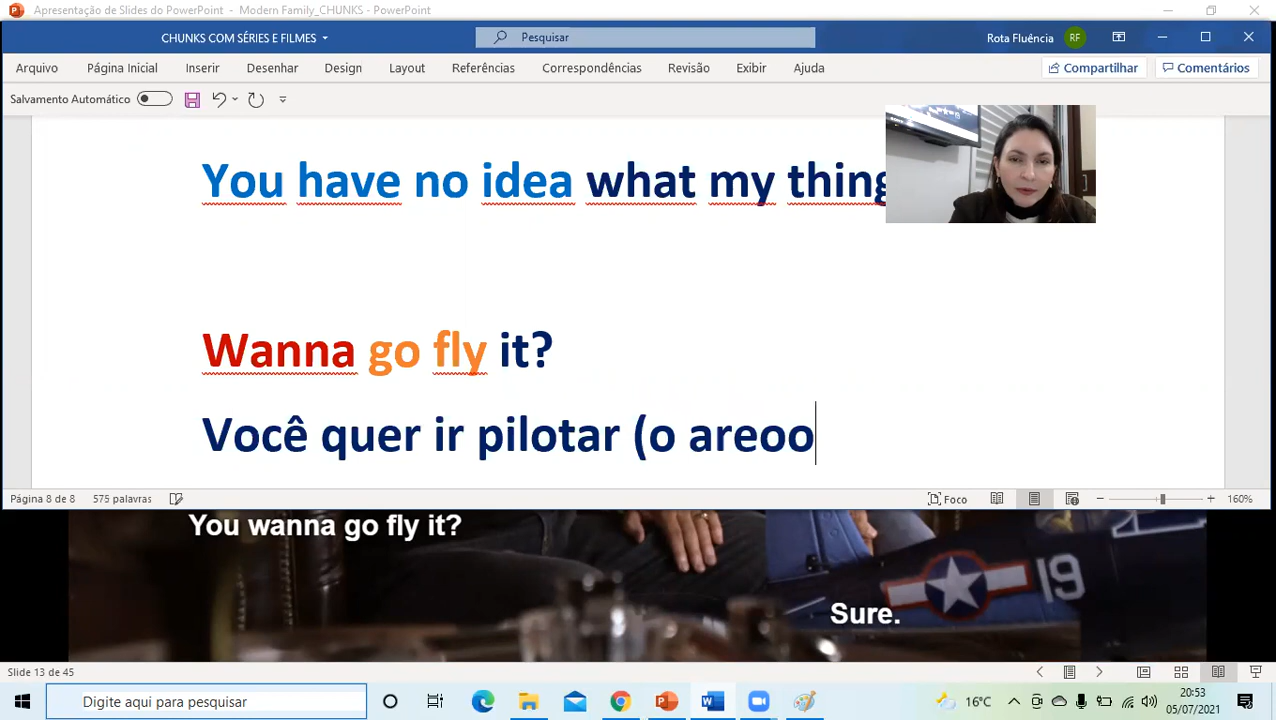 Apresentação de Slides do PowerPoint - Modern Family_CHUNKS - PowerPoint
CHUNKS COM SÉRIES E FILMES
Pesquisar
Rota Fluência RF
Arquivo Página Inicial Inserir Desenhar Design Layout Referências Correspondências Revisão Exibir Ajuda
Compartilhar Comentários
Salvamento Automático
You have no idea what my thing
Wanna go fly it?
Você quer ir pilotar (o areoo
Página 8 de 8 575 palavras
Foco
160%
You wanna go fly it?
19
Sure.
Slide 13 de 45
Digite aqui para pesquisar
16°C
20:53
05/07/2021